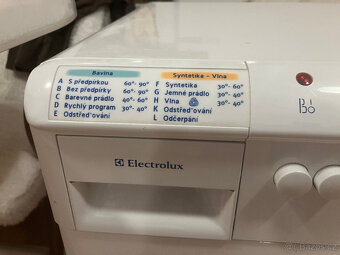 Bavlna
A S předpírkou 60°- 90°
B Bez předpírky 60°- 90°
C Barevné prádlo 40°- 60°
D Rychlý program 30°- 40°
E Odstřeďování
Syntetika - Vlna
F Syntetika 30°- 60°
G Jemné prádlo 30°- 40°
H Vlna 30°- 40°
K Odstřeďování
L Odčerpání
Electrolux